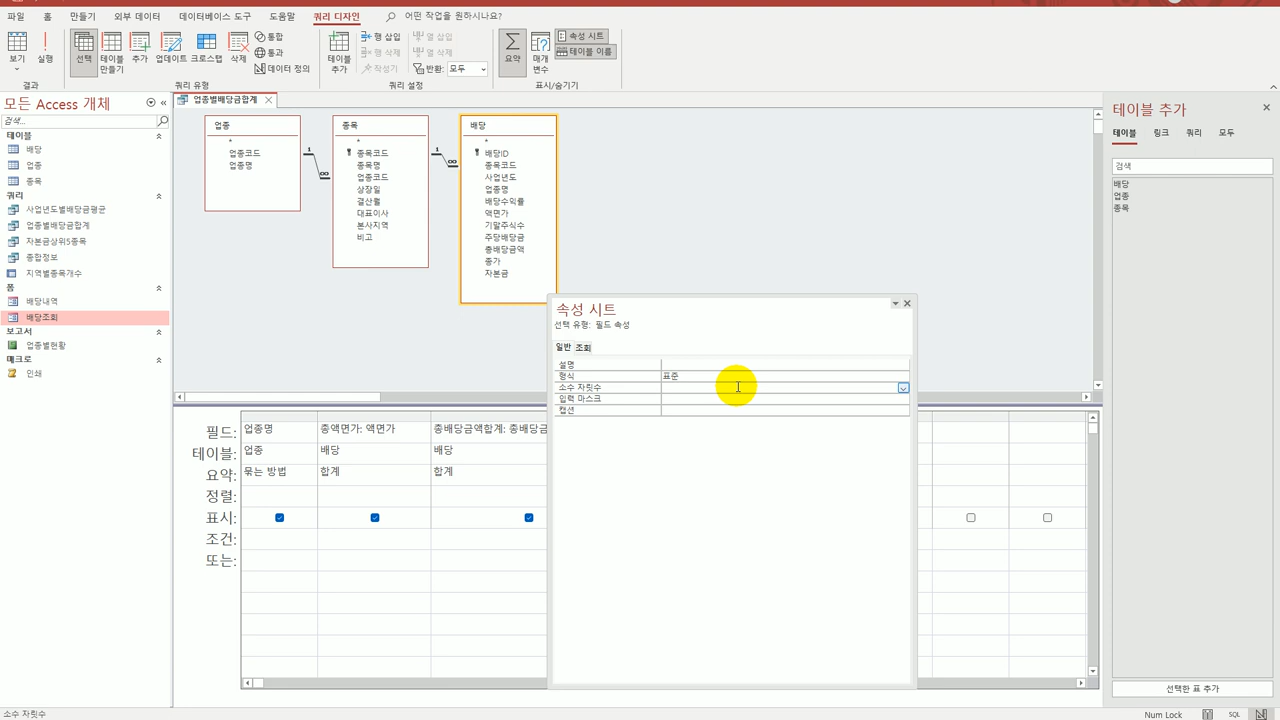 파일 홈 만들기 외부 데이터 데이터베이스 도구 도움말 쿼리 디자인 어떤 작업을 원하시나요?
보기
실행
선택
테이블
만들기
추가
업데이트
크로스탭
삭제
통합
통과
데이터 정의
테이블
추가
행 삽입
행 삭제
작성기
열 삽입
열 삭제
반환: 모두
요약
매개
변수
속성 시트
테이블 이름
결과
쿼리 유형
쿼리 설정
표시/숨기기
모든 Access 개체
검색...
테이블
배당
업종
종목
쿼리
사업년도별배당금평균
업종별배당금합계
자본금상위5종목
종합정보
지역별종목개수
폼
배당내역
배당조회
보고서
업종별현황
매크로
인쇄
업종별배당금합계
업종
*
업종코드
업종명
종목
*
종목코드
종목명
업종코드
상장일
결산월
대표이사
본사지역
비고
배당
*
배당ID
종목코드
사업년도
업종명
배당수익률
액면가
기말주식수
주당배당금
총배당금액
종가
자본금
속성 시트
선택 유형: 필드 속성
일반 조회
설명
형식 표준
소수 자릿수
입력 마스크
캡션
필드: 업종명 총액면가: 액면가 총배당금액합계: 총배당금
테이블: 업종 배당 배당
요약: 묶는 방법 합계 합계
정렬:
표시:
조건:
또는:
테이블 추가
테이블 링크 쿼리 모두
검색
배당
업종
종목
선택한 표 추가
소수 자릿수
Num Lock
SQL